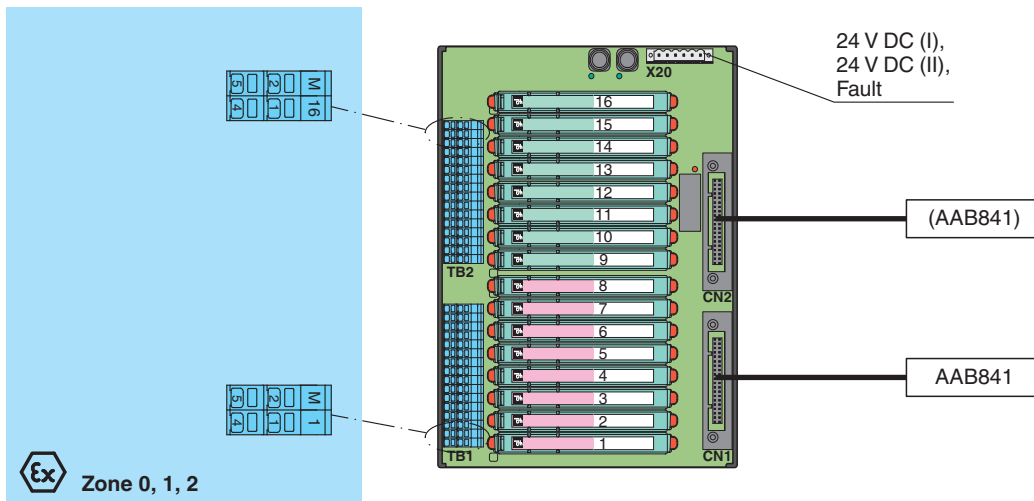 24 V DC (I),
24 V DC (II),
Fault
X20
5 2 M
4 1 16
16
15
14
13
12
11
10
9
8
7
6
5
4
3
2
1
TB2
TB1
CN2
CN1
(AAB841)
AAB841
5 2 M
4 1 1
Ex
Zone 0, 1, 2